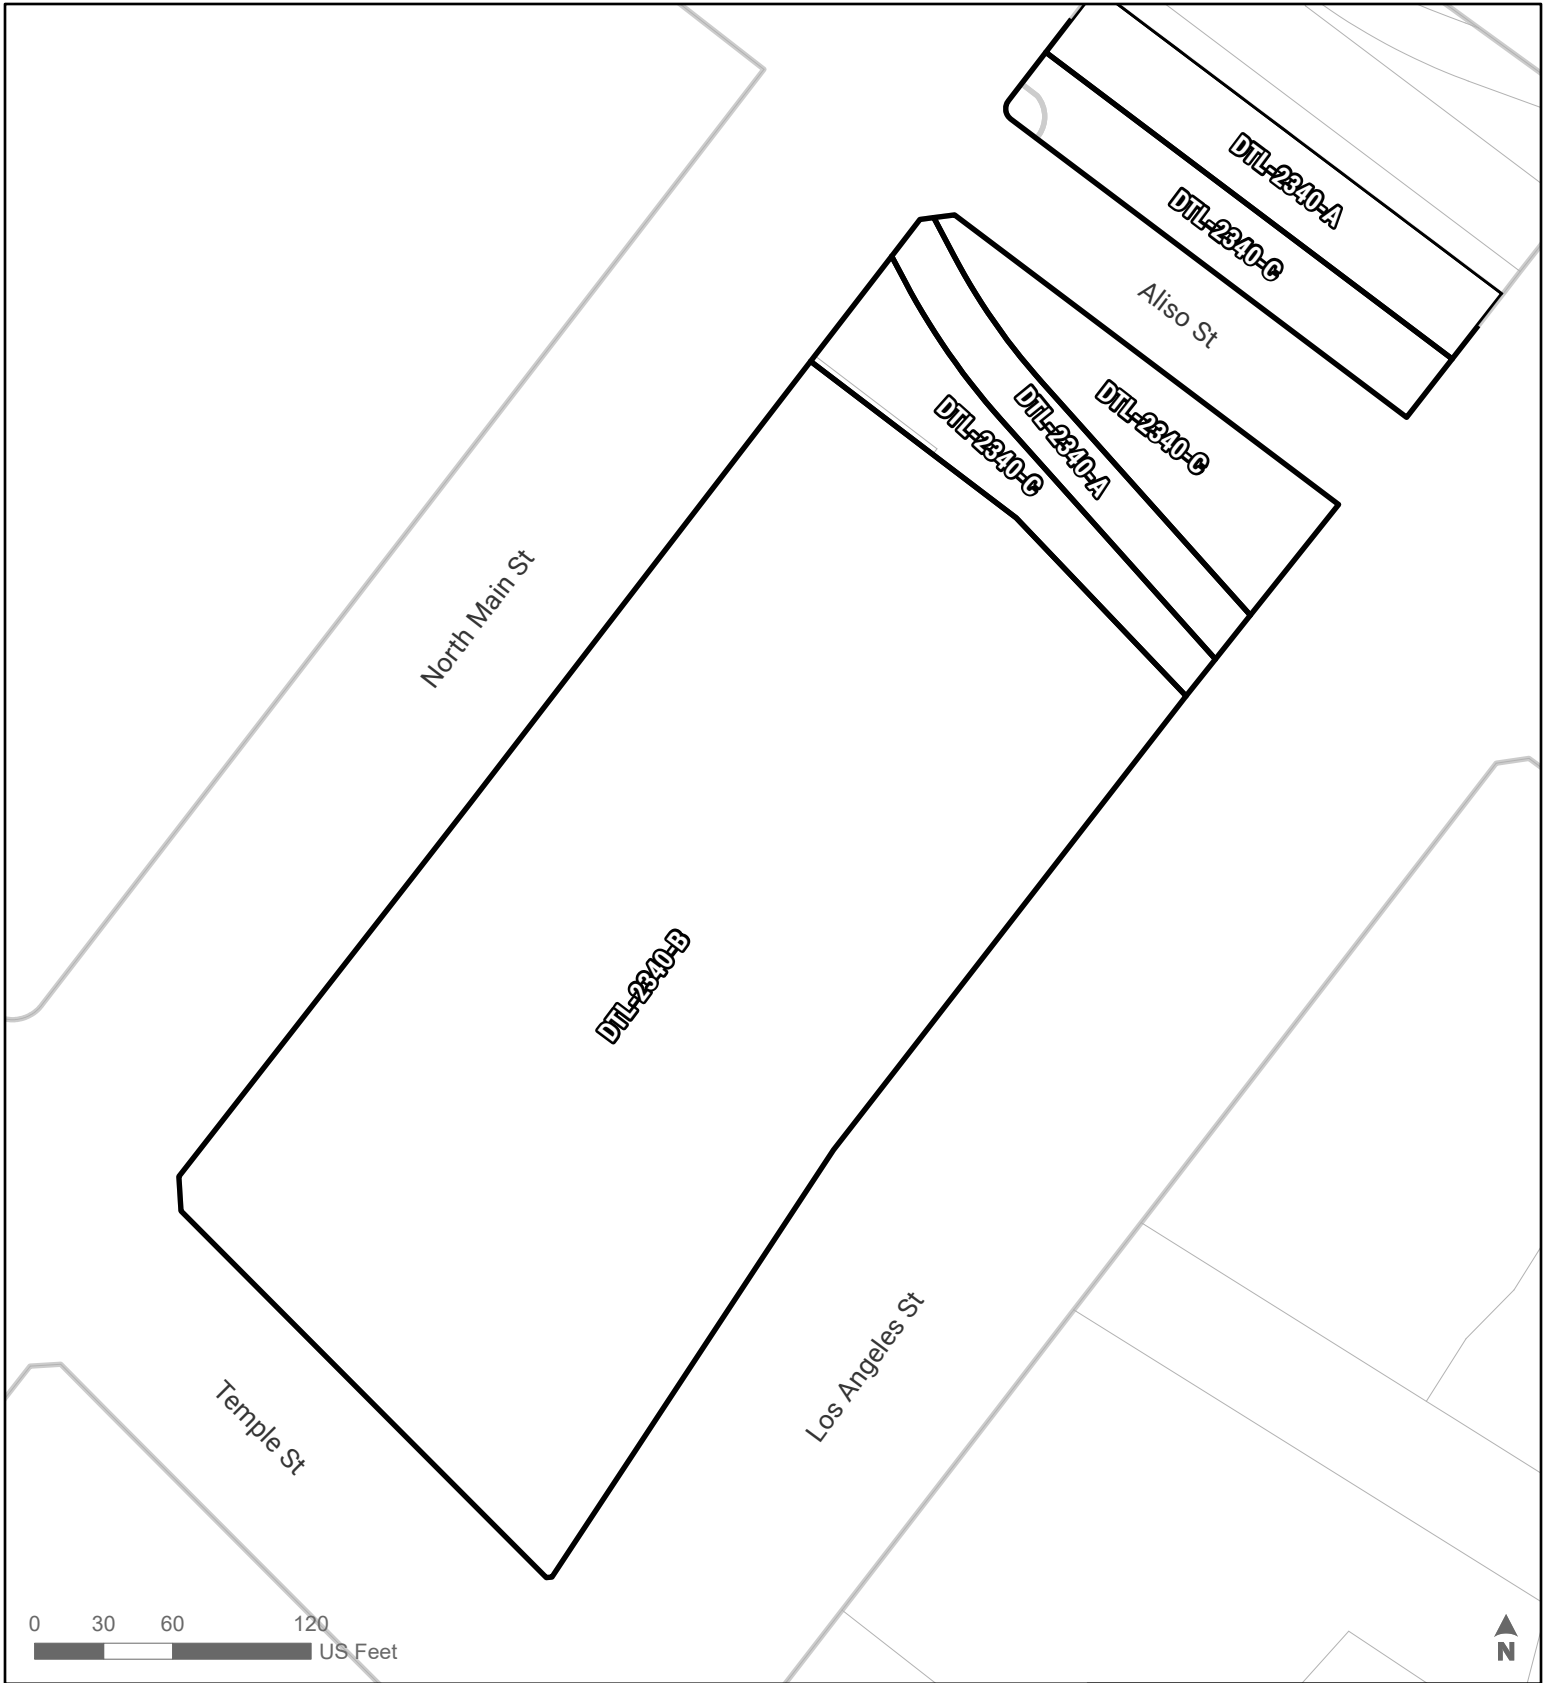 DTL-2340-A
DTL-2340-C
Aliso St
DTL-2340-C
DTL-2340-A
DTL-2340-C
North Main St
DTL-2340-B
Los Angeles St
Temple St
0 30 60 120
US Feet
N